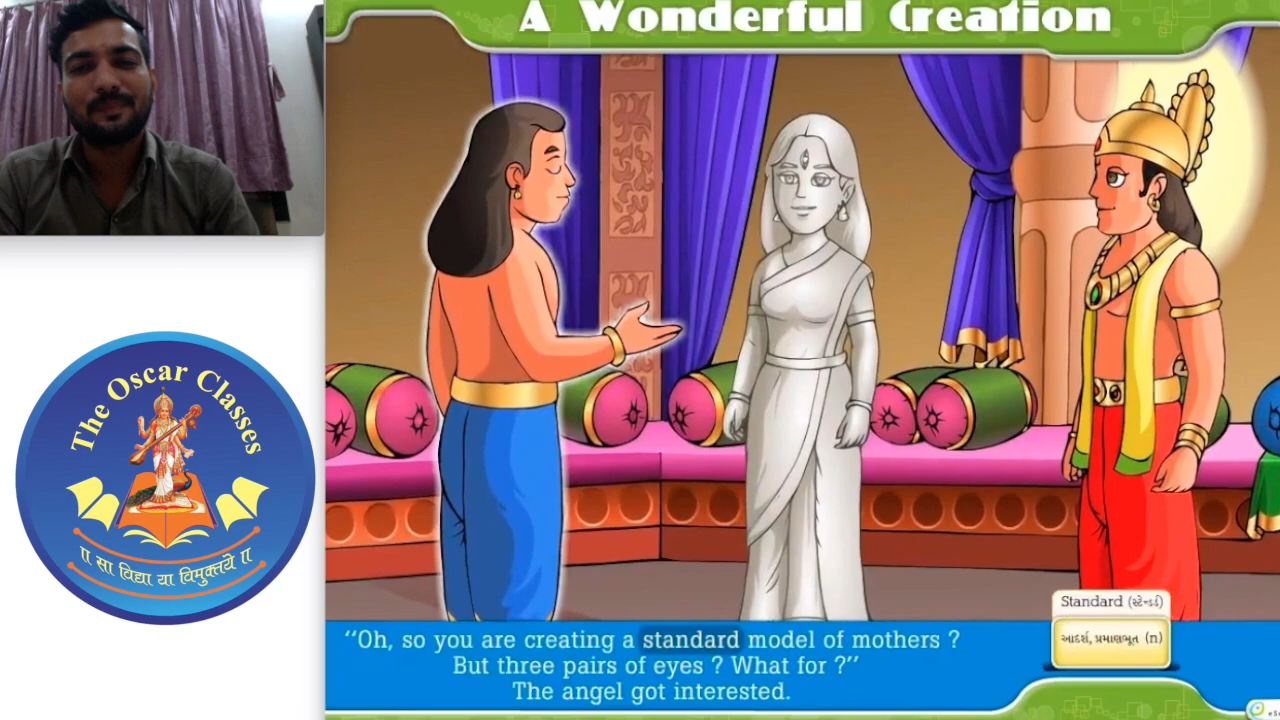 A Wonderful Creation
The Oscar Classes
॥ सा विद्या या विमुक्तये ॥
Standard (સ્ટેન્ડર્ડ)
આદર્શ, પ્રમાણભૂત (n)
“Oh, so you are creating a standard model of mothers ?
But three pairs of eyes ? What for ?”
The angel got interested.